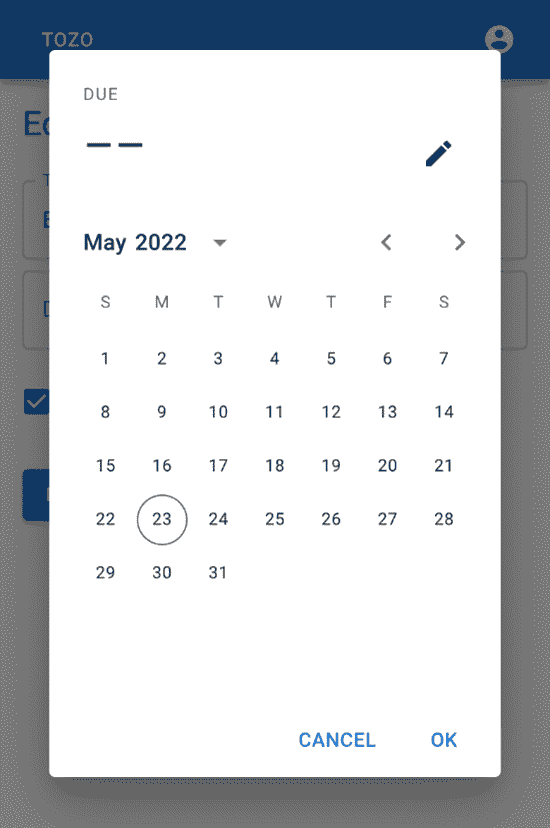 TOZO
DUE
Ed
– –
May 2022
S M T W T F S
1 2 3 4 5 6 7
8 9 10 11 12 13 14
15 16 17 18 19 20 21
22 23 24 25 26 27 28
29 30 31
CANCEL OK